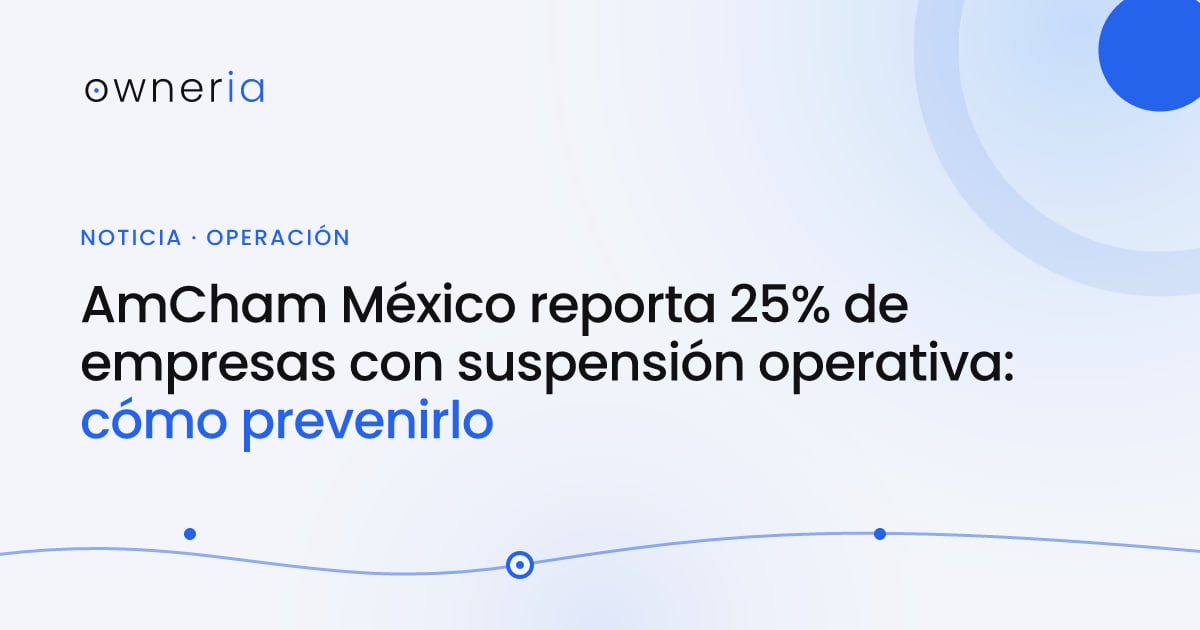 owneria
NOTICIA · OPERACIÓN
AmCham México reporta 25% de
empresas con suspensión operativa:
cómo prevenirlo